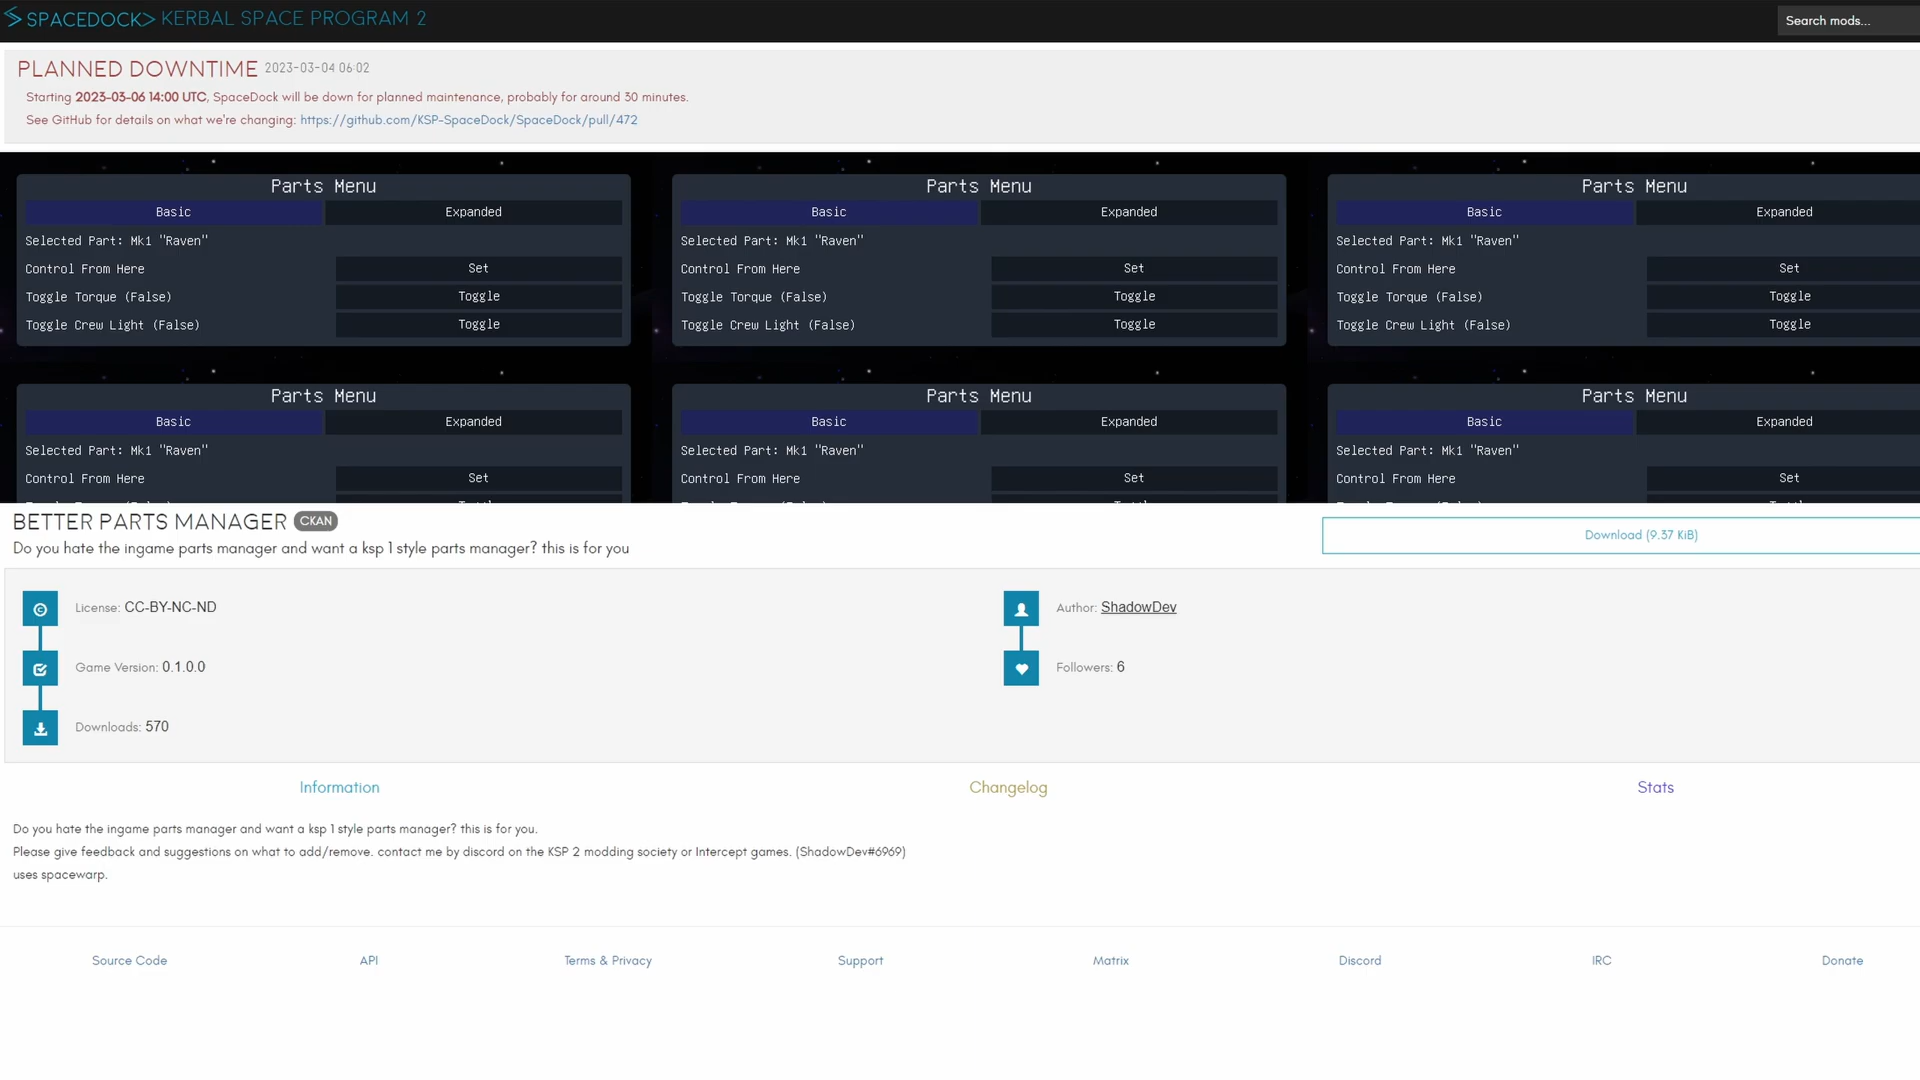 SPACEDOCK> KERBAL SPACE PROGRAM 2
Search mods...
PLANNED DOWNTIME 2023-03-04 06:02
Starting 2023-03-06 14:00 UTC, SpaceDock will be down for planned maintenance, probably for around 30 minutes.
See GitHub for details on what we're changing: https://github.com/KSP-SpaceDock/SpaceDock/pull/472
Parts Menu
Basic Expanded
Selected Part: Mk1 "Raven"
Control From Here Set
Toggle Torque (False) Toggle
Toggle Crew Light (False) Toggle
Parts Menu
Basic Expanded
Selected Part: Mk1 "Raven"
Control From Here Set
Toggle Torque (False) Toggle
Toggle Crew Light (False) Toggle
Parts Menu
Basic Expanded
Selected Part: Mk1 "Raven"
Control From Here Set
Toggle Torque (False) Toggle
Toggle Crew Light (False) Toggle
Parts Menu
Basic Expanded
Selected Part: Mk1 "Raven"
Control From Here Set
Parts Menu
Basic Expanded
Selected Part: Mk1 "Raven"
Control From Here Set
Parts Menu
Basic Expanded
Selected Part: Mk1 "Raven"
Control From Here Set
BETTER PARTS MANAGER CKAN
Do you hate the ingame parts manager and want a ksp 1 style parts manager? this is for you
Download (9.37 KiB)
License: CC-BY-NC-ND
Author: ShadowDev
Game Version: 0.1.0.0
Followers: 6
Downloads: 570
Information Changelog Stats
Do you hate the ingame parts manager and want a ksp 1 style parts manager? this is for you.
Please give feedback and suggestions on what to add/remove. contact me by discord on the KSP 2 modding society or Intercept games. (ShadowDev#6969)
uses spacewarp.
Source Code API Terms & Privacy Support Matrix Discord IRC Donate